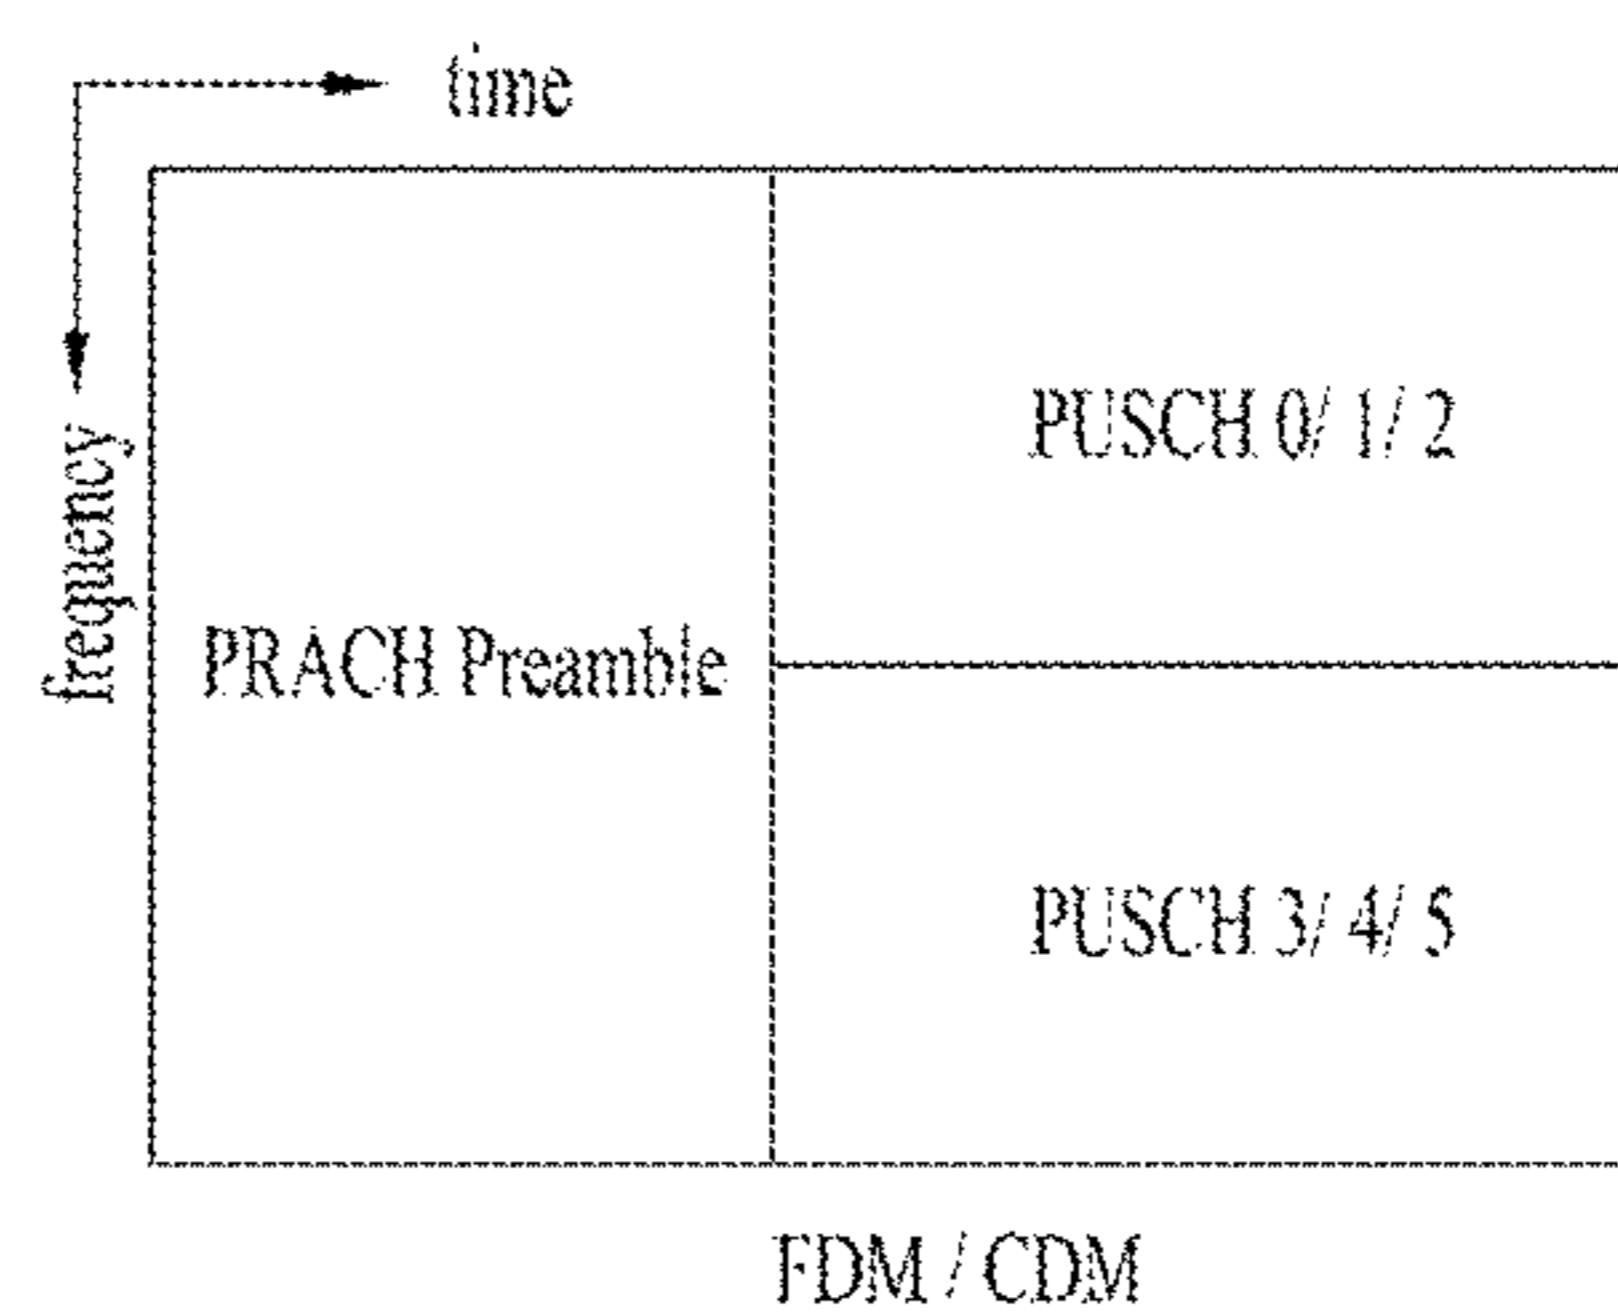 time
frequency
PUSCH 0/ 1/ 2
PRACH Preamble
PUSCH 3/ 4/ 5
FDM / CDM